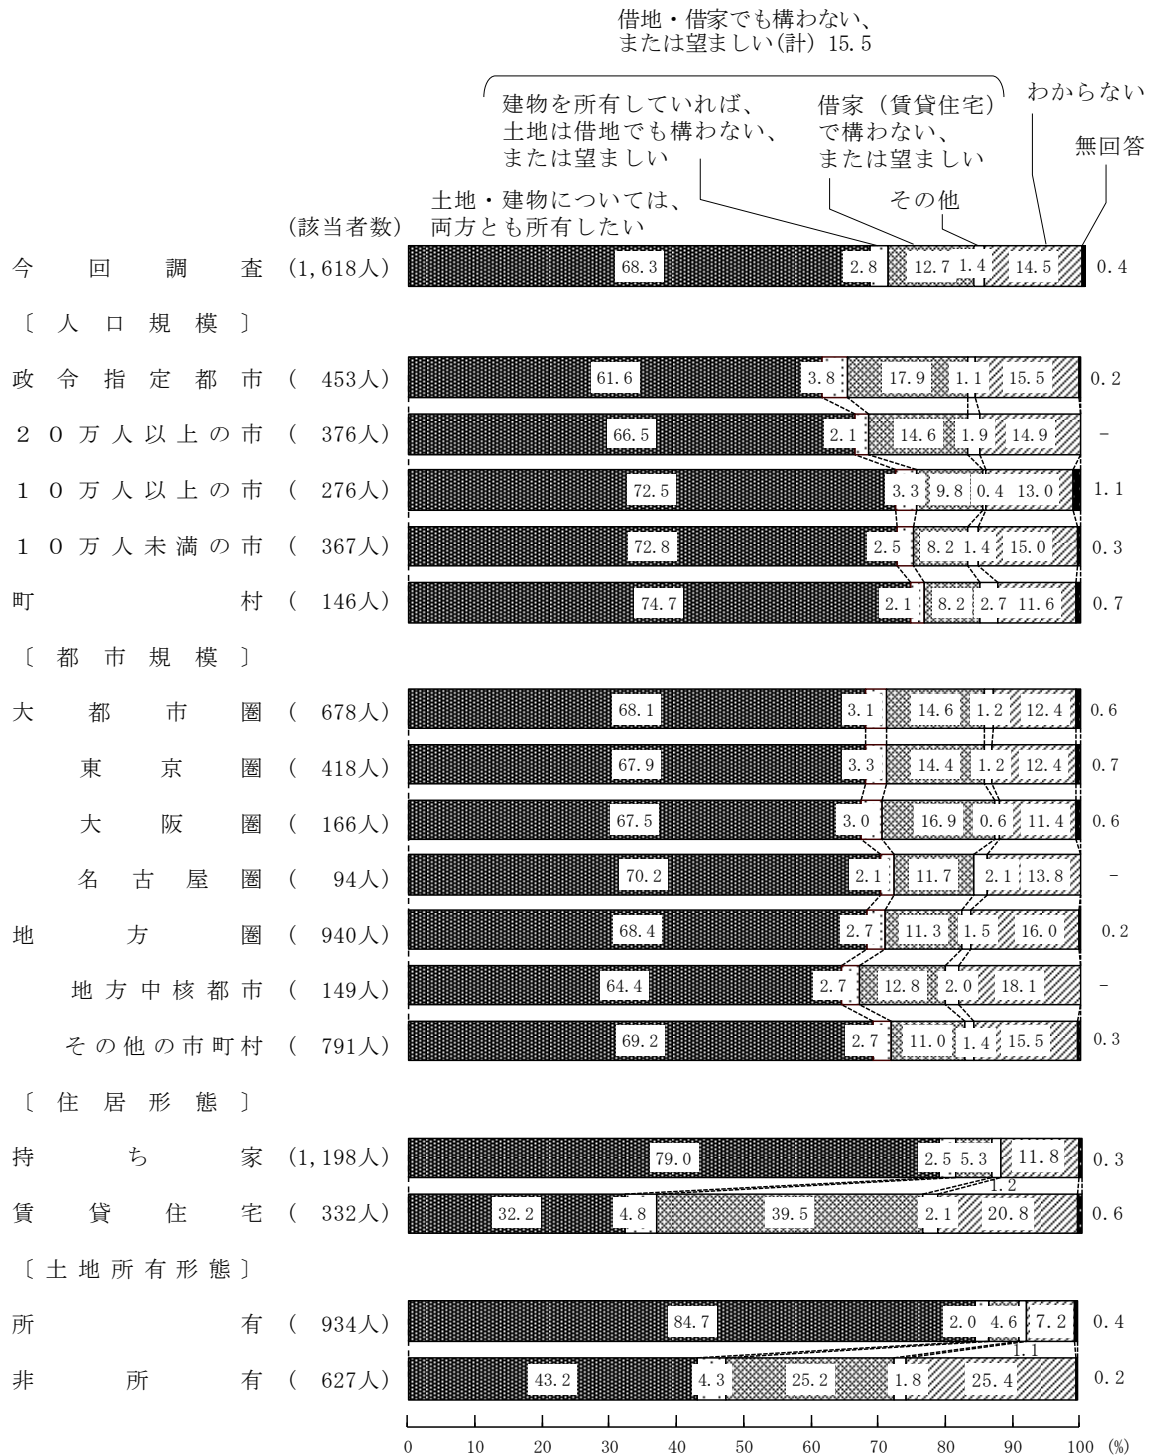 借地・借家でも構わない、
または望ましい(計) 15.5
建物を所有していれば、
土地は借地でも構わない、
または望ましい
借家（賃貸住宅）
で構わない、
または望ましい
わからない
無回答
土地・建物については、
両方とも所有したい
その他
(該当者数)
今回調査 (1,618人) 68.3 2.8 12.7 1.4 14.5 0.4
〔人口規模〕
政令指定都市 ( 453人) 61.6 3.8 17.9 1.1 15.5 0.2
２０万人以上の市 ( 376人) 66.5 2.1 14.6 1.9 14.9 -
１０万人以上の市 ( 276人) 72.5 3.3 9.8 0.4 13.0 1.1
１０万人未満の市 ( 367人) 72.8 2.5 8.2 1.4 15.0 0.3
町村 ( 146人) 74.7 2.1 8.2 2.7 11.6 0.7
〔都市規模〕
大都市圏 ( 678人) 68.1 3.1 14.6 1.2 12.4 0.6
東京圏 ( 418人) 67.9 3.3 14.4 1.2 12.4 0.7
大阪圏 ( 166人) 67.5 3.0 16.9 0.6 11.4 0.6
名古屋圏 ( 94人) 70.2 2.1 11.7 2.1 13.8 -
地方圏 ( 940人) 68.4 2.7 11.3 1.5 16.0 0.2
地方中核都市 ( 149人) 64.4 2.7 12.8 2.0 18.1 -
その他の市町村 ( 791人) 69.2 2.7 11.0 1.4 15.5 0.3
〔住居形態〕
持ち家 (1,198人) 79.0 2.5 5.3 1.2 11.8 0.3
賃貸住宅 ( 332人) 32.2 4.8 39.5 2.1 20.8 0.6
〔土地所有形態〕
所有 ( 934人) 84.7 2.0 4.6 1.1 7.2 0.4
非所有 ( 627人) 43.2 4.3 25.2 1.8 25.4 0.2
0 10 20 30 40 50 60 70 80 90 100 (%)